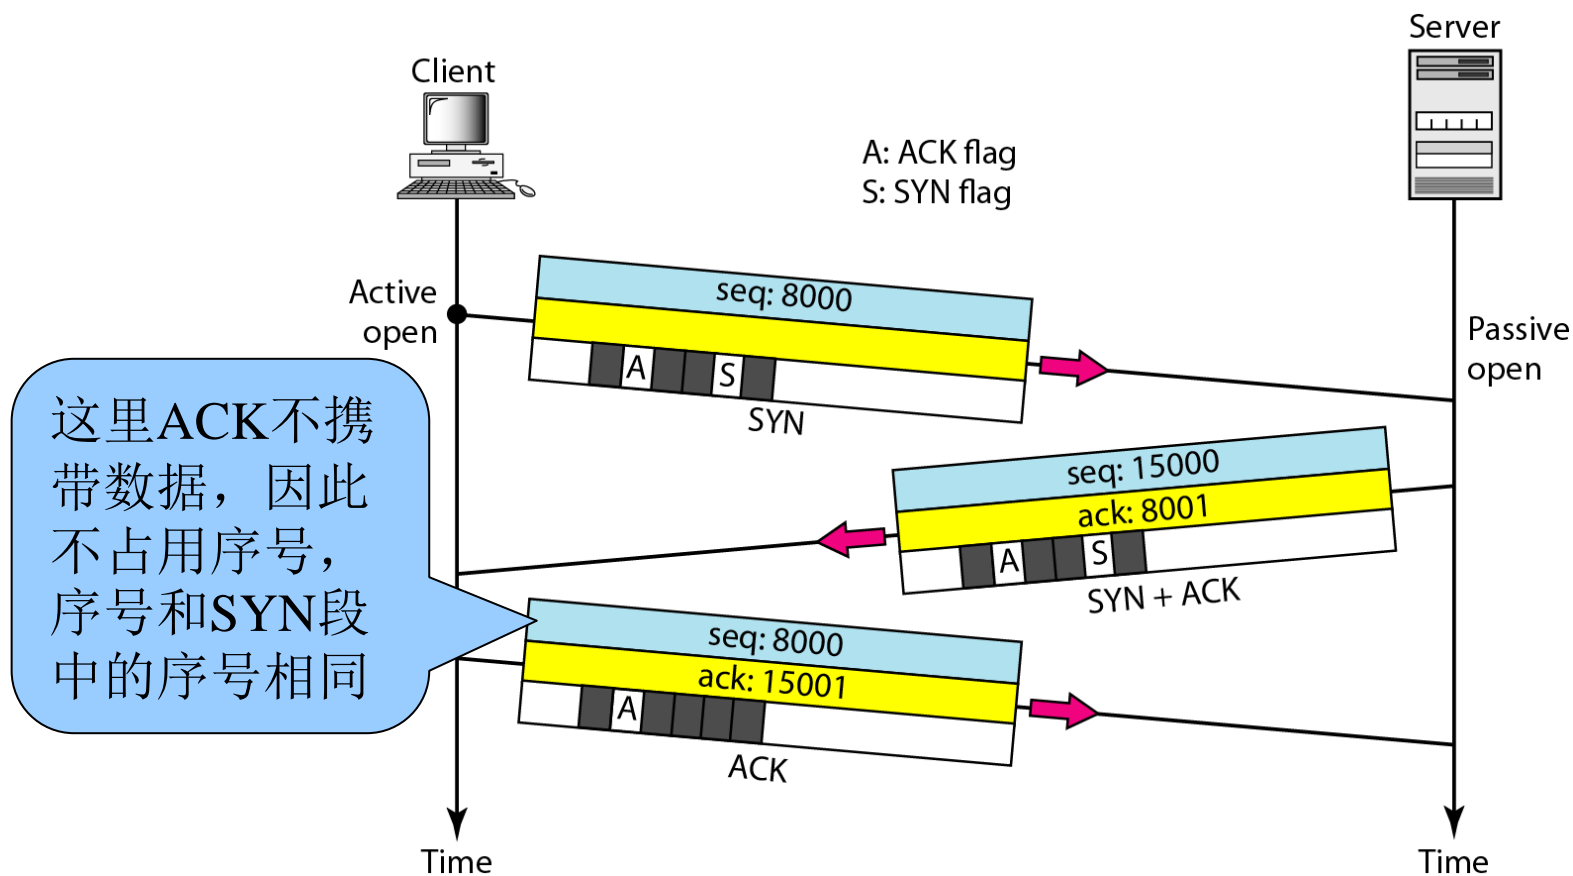 Server
Client
A: ACK flag
S: SYN flag
Active
open
seq: 8000
A S
SYN
Passive
open
这里ACK不携
带数据，因此
不占用序号，
序号和SYN段
中的序号相同
seq: 15000
ack: 8001
A S
SYN + ACK
seq: 8000
ack: 15001
A
ACK
Time
Time